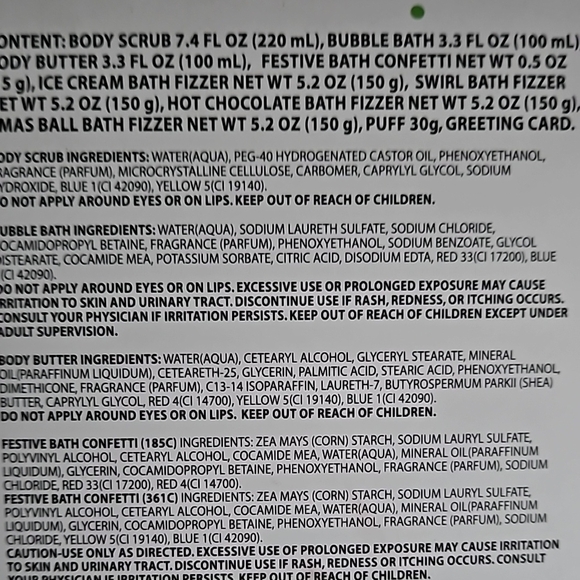 ONTENT: BODY SCRUB 7.4 FL OZ (220 mL), BUBBLE BATH 3.3 FL OZ (100 mL)
ODY BUTTER 3.3 FL OZ (100 mL), FESTIVE BATH CONFETTI NET WT 0.5 OZ
5 g), ICE CREAM BATH FIZZER NET WT 5.2 OZ (150 g), SWIRL BATH FIZZER
ET WT 5.2 OZ (150 g), HOT CHOCOLATE BATH FIZZER NET WT 5.2 OZ (150 g),
MAS BALL BATH FIZZER NET WT 5.2 OZ (150 g), PUFF 30g, GREETING CARD.
ODY SCRUB INGREDIENTS: WATER(AQUA), PEG-40 HYDROGENATED CASTOR OIL, PHENOXYETHANOL,
RAGRANCE (PARFUM), MICROCRYSTALLINE CELLULOSE, CARBOMER, CAPRYLYL GLYCOL, SODIUM
YDROXIDE, BLUE 1(CI 42090), YELLOW 5(CI 19140).
O NOT APPLY AROUND EYES OR ON LIPS. KEEP OUT OF REACH OF CHILDREN.
UBBLE BATH INGREDIENTS: WATER(AQUA), SODIUM LAURETH SULFATE, SODIUM CHLORIDE,
OCAMIDOPROPYL BETAINE, FRAGRANCE (PARFUM), PHENOXYETHANOL, SODIUM BENZOATE, GLYCOL
ISTEARATE, COCAMIDE MEA, POTASSIUM SORBATE, CITRIC ACID, DISODIUM EDTA, RED 33(CI 17200), BLUE
(CI 42090).
DO NOT APPLY AROUND EYES OR ON LIPS. EXCESSIVE USE OR PROLONGED EXPOSURE MAY CAUSE
RRITATION TO SKIN AND URINARY TRACT. DISCONTINUE USE IF RASH, REDNESS, OR ITCHING OCCURS.
CONSULT YOUR PHYSICIAN IF IRRITATION PERSISTS. KEEP OUT OF REACH OF CHILDREN EXCEPT UNDER
ADULT SUPERVISION.
BODY BUTTER INGREDIENTS: WATER(AQUA), CETEARYL ALCOHOL, GLYCERYL STEARATE, MINERAL
OIL(PARAFFINUM LIQUIDUM), CETEARETH-25, GLYCERIN, PALMITIC ACID, STEARIC ACID, PHENOXYETHANOL,
DIMETHICONE, FRAGRANCE (PARFUM), C13-14 ISOPARAFFIN, LAURETH-7, BUTYROSPERMUM PARKII (SHEA)
BUTTER, CAPRYLYL GLYCOL, RED 4(CI 14700), YELLOW 5(CI 19140), BLUE 1(CI 42090).
DO NOT APPLY AROUND EYES OR ON LIPS. KEEP OUT OF REACH OF CHILDREN.
FESTIVE BATH CONFETTI (185C) INGREDIENTS: ZEA MAYS (CORN) STARCH, SODIUM LAURYL SULFATE,
POLYVINYL ALCOHOL, CETEARYL ALCOHOL, COCAMIDE MEA, WATER(AQUA), MINERAL OIL(PARAFFINUM
LIQUIDUM), GLYCERIN, COCAMIDOPROPYL BETAINE, PHENOXYETHANOL, FRAGRANCE (PARFUM), SODIUM
CHLORIDE, RED 33(CI 17200), RED 4(CI 14700).
FESTIVE BATH CONFETTI (361C) INGREDIENTS: ZEA MAYS (CORN) STARCH, SODIUM LAURYL SULFATE,
POLYVINYL ALCOHOL, CETEARYL ALCOHOL, COCAMIDE MEA, WATER(AQUA), MINERAL OIL(PARAFFINUM
LIQUIDUM), GLYCERIN, COCAMIDOPROPYL BETAINE, PHENOXYETHANOL, FRAGRANCE (PARFUM), SODIUM
CHLORIDE, YELLOW 5(CI 19140), BLUE 1(CI 42090).
CAUTION-USE ONLY AS DIRECTED. EXCESSIVE USE OF PROLONGED EXPOSURE MAY CAUSE IRRITATION
TO SKIN AND URINARY TRACT. DISCONTINUE USE IF RASH, REDNESS OR ITCHING OCCURS. CONSULT
YOUR PHYSICIAN IF IRRITATION PERSISTS. KEEP OUT OF REACH OF CHILDREN.